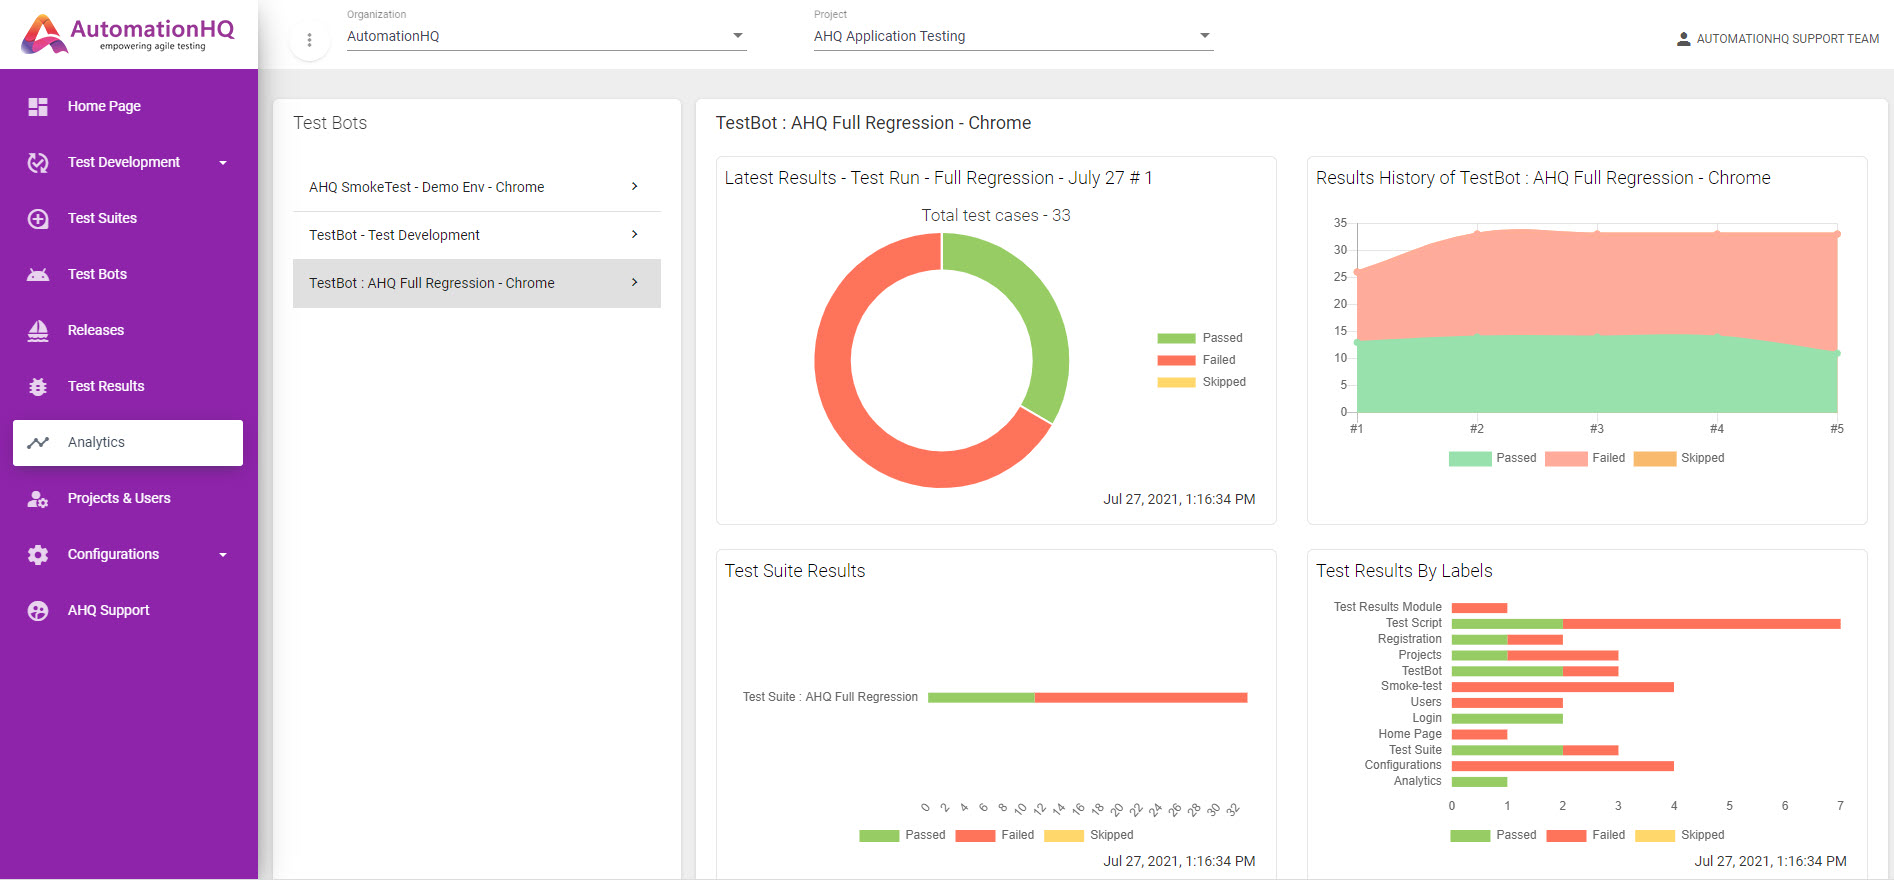 AutomationHQ
empowering agile testing
Organization
AutomationHQ
Project
AHQ Application Testing
AUTOMATIONHQ SUPPORT TEAM
Home Page
Test Development
Test Suites
Test Bots
Releases
Test Results
Analytics
Projects & Users
Configurations
AHQ Support
Test Bots
AHQ SmokeTest - Demo Env - Chrome
TestBot - Test Development
TestBot : AHQ Full Regression - Chrome
TestBot : AHQ Full Regression - Chrome
Latest Results - Test Run - Full Regression - July 27 # 1
Total test cases - 33
Passed
Failed
Skipped
Jul 27, 2021, 1:16:34 PM
Results History of TestBot : AHQ Full Regression - Chrome
35
30
25
20
15
10
5
0
#1 #2 #3 #4 #5
Passed Failed Skipped
Test Suite Results
Test Suite : AHQ Full Regression
0 2 4 6 8 10 12 14 16 18 20 22 24 26 28 30 32
Passed Failed Skipped
Jul 27, 2021, 1:16:34 PM
Test Results By Labels
Test Results Module
Test Script
Registration
Projects
TestBot
Smoke-test
Users
Login
Home Page
Test Suite
Configurations
Analytics
0 1 2 3 4 5 6 7
Passed Failed Skipped
Jul 27, 2021, 1:16:34 PM